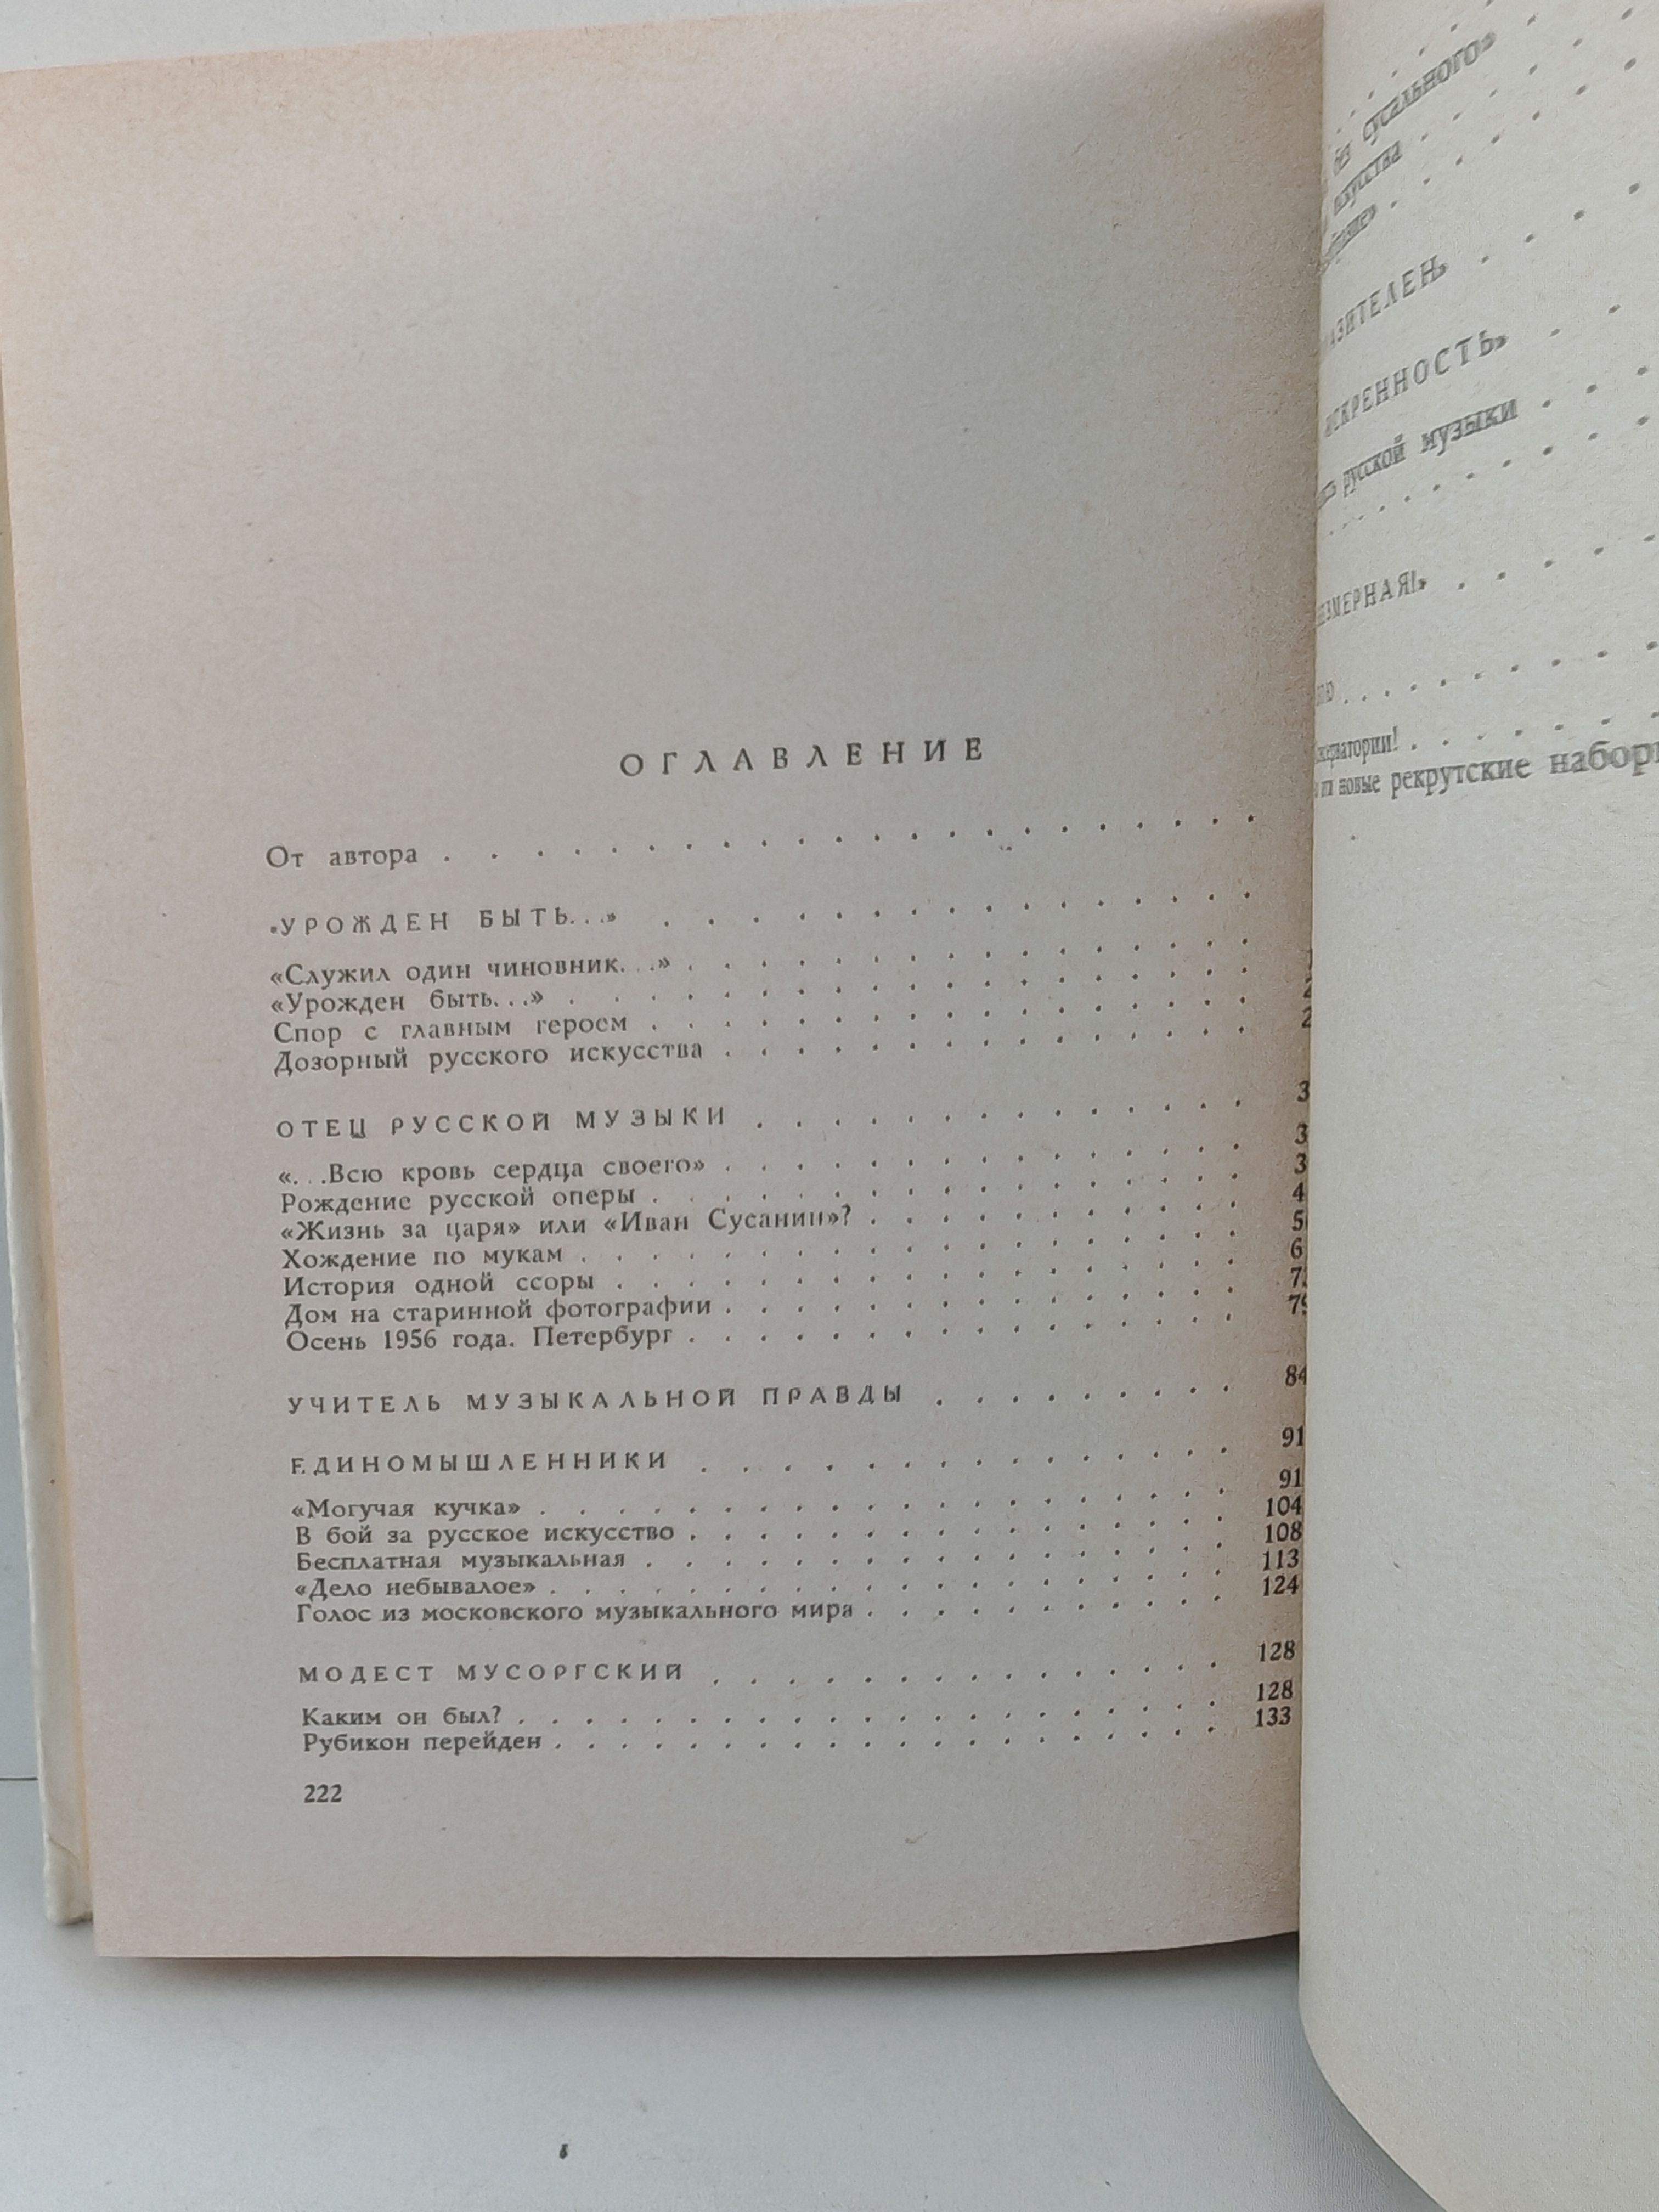 ОГЛАВЛЕНИЕ
От автора . . . . . . . . . . . . . . . . . . . .
«УРОЖДЕН БЫТЬ...» . . . . . . . . . . . . . .
«Служил один чиновник...» . . . . . . . . . . . . . .
«Урожден быть...» . . . . . . . . . . . . . . . . .
Спор с главным героем . . . . . . . . . . . . . . .
Дозорный русского искусства . . . . . . . . . . . . .
ОТЕЦ РУССКОЙ МУЗЫКИ . . . . . . . . . . . .
«...Всю кровь сердца своего» . . . . . . . . . . . . .
Рождение русской оперы . . . . . . . . . . . . . . .
«Жизнь за царя» или «Иван Сусанин»? . . . . . . . . .
Хождение по мукам . . . . . . . . . . . . . . . . .
История одной ссоры . . . . . . . . . . . . . . . .
Дом на старинной фотографии . . . . . . . . . . . . .
Осень 1956 года. Петербург . . . . . . . . . . . . . . 79
УЧИТЕЛЬ МУЗЫКАЛЬНОЙ ПРАВДЫ . . . . . . . . 84
ЕДИНОМЫШЛЕННИКИ . . . . . . . . . . . . . 91
«Могучая кучка» . . . . . . . . . . . . . . . . . . 91
В бой за русское искусство . . . . . . . . . . . . . . 104
Бесплатная музыкальная . . . . . . . . . . . . . . . 108
«Дело небывалое» . . . . . . . . . . . . . . . . . . 113
Голос из московского музыкального мира . . . . . . . . . 124
МОДЕСТ МУСОРГСКИЙ . . . . . . . . . . . . . 128
Каким он был? . . . . . . . . . . . . . . . . . . . 128
Рубикон перейден . . . . . . . . . . . . . . . . . . 133
222
без сусального»
искусства
русской музыки
новые рекрутские